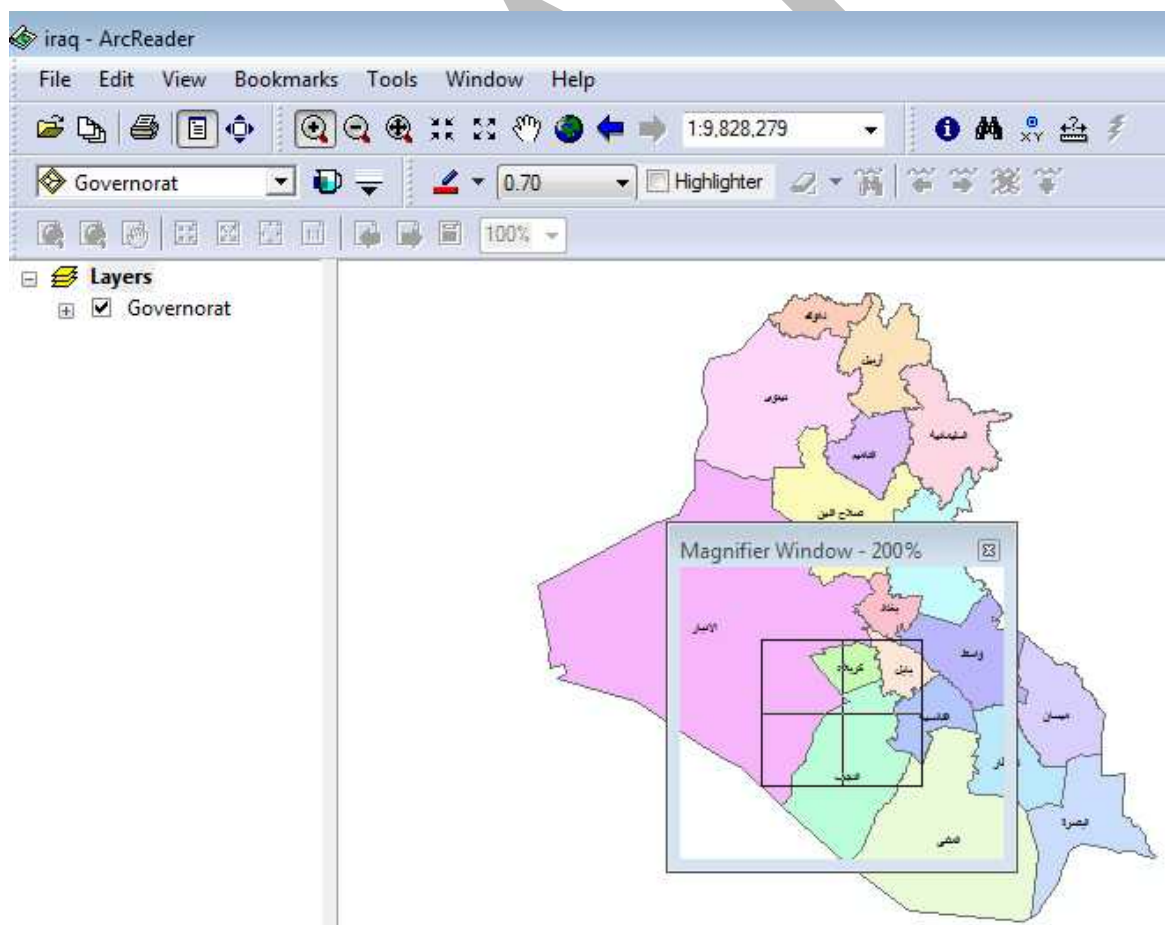 iraq - ArcReader
File Edit View Bookmarks Tools Window Help
1:9,828,279
Governorat 0.70 Highlighter
100%
Layers
Governorat
دهوك
أربيل
نينوى
السليمانية
التاميم
صلاح الين
Magnifier Window - 200%
بغداد
الانبار
واسط
كربلاء
بابل
القادسية
ميسان
النجف
البصرة
المثنى